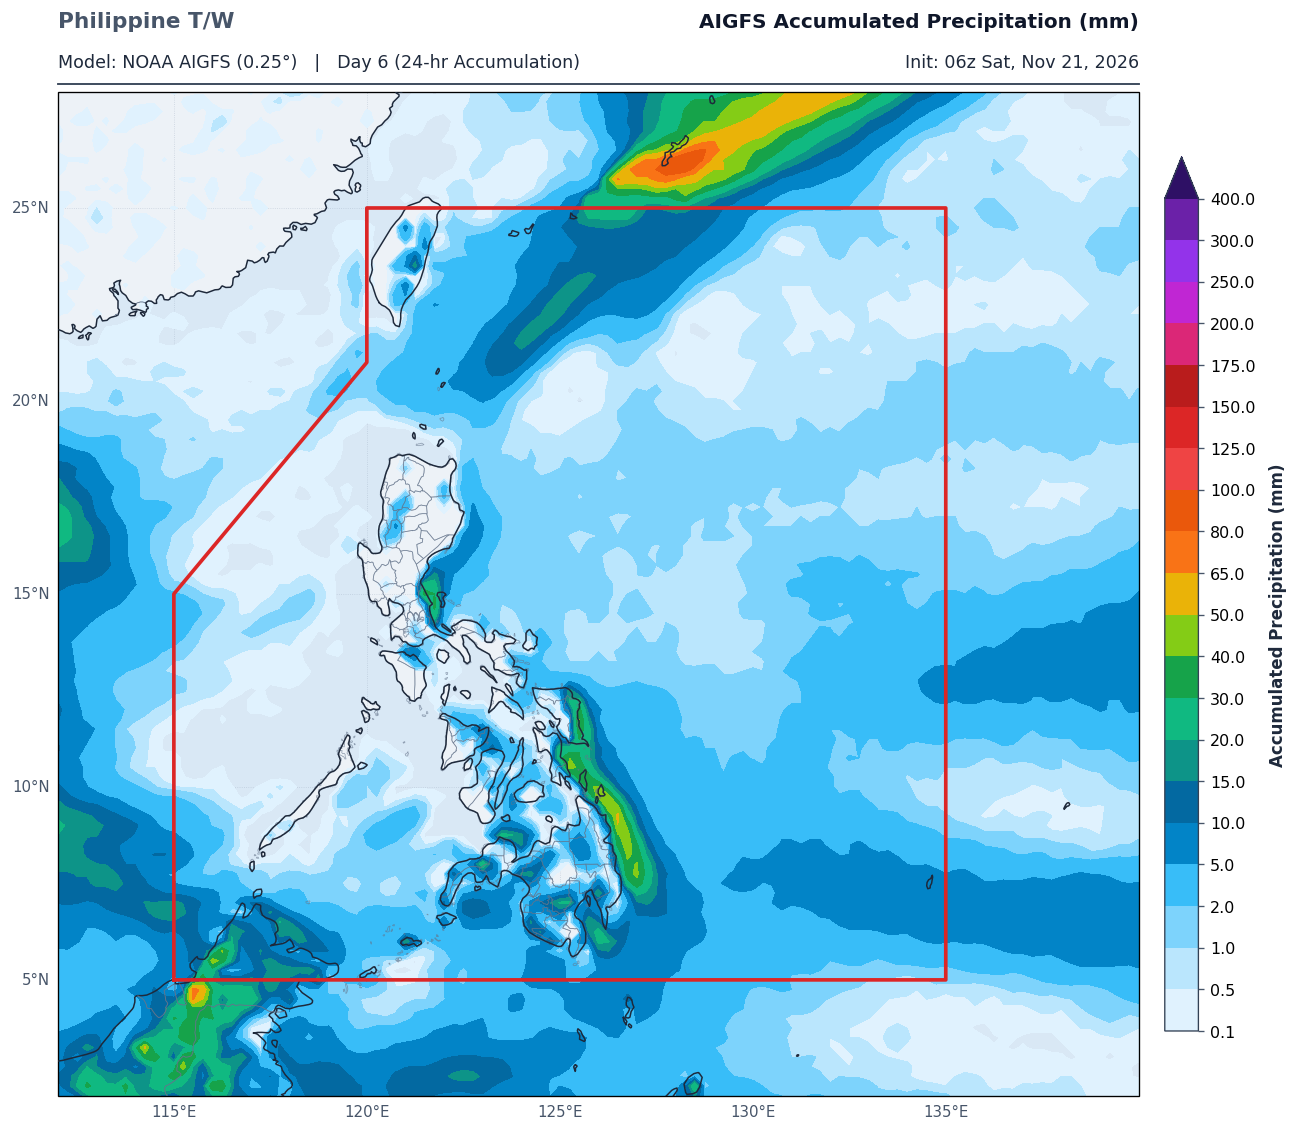 Philippine T/W
AIGFS Accumulated Precipitation (mm)
Model: NOAA AIGFS (0.25°) | Day 6 (24-hr Accumulation)
Init: 06z Sat, Nov 21, 2026
25°N
20°N
15°N
10°N
5°N
115°E
120°E
125°E
130°E
135°E
400.0
300.0
250.0
200.0
175.0
150.0
125.0
100.0
80.0
65.0
50.0
40.0
30.0
20.0
15.0
10.0
5.0
2.0
1.0
0.5
0.1
Accumulated Precipitation (mm)